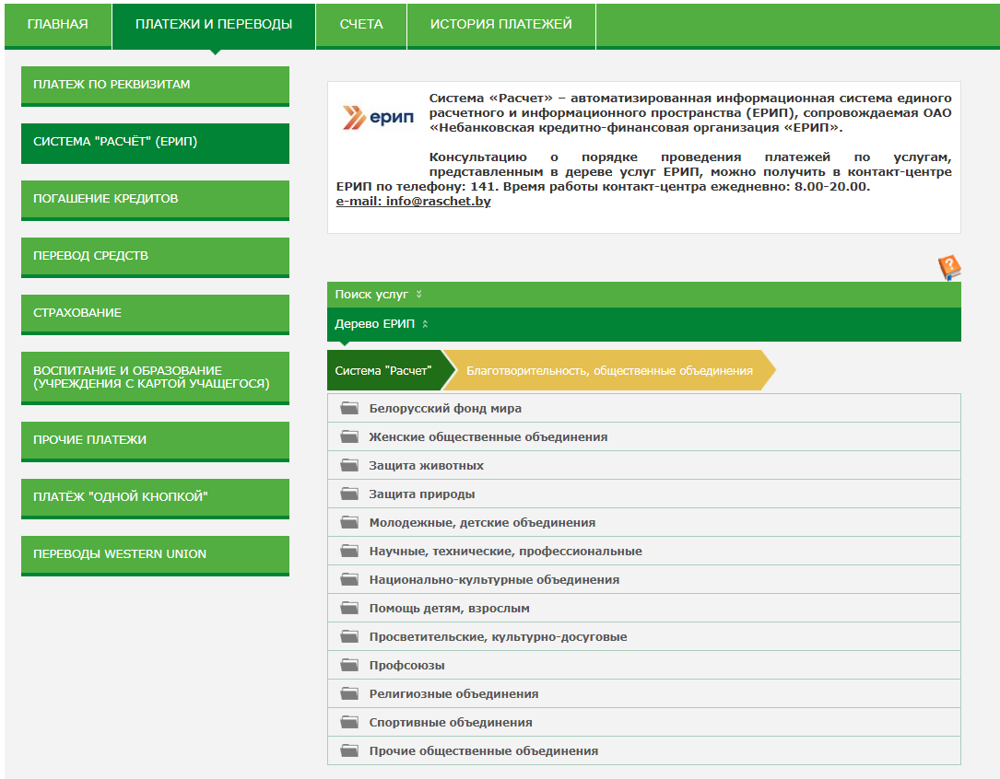 ГЛАВНАЯ
ПЛАТЕЖИ И ПЕРЕВОДЫ
СЧЕТА
ИСТОРИЯ ПЛАТЕЖЕЙ
ПЛАТЕЖ ПО РЕКВИЗИТАМ
СИСТЕМА "РАСЧЁТ" (ЕРИП)
ПОГАШЕНИЕ КРЕДИТОВ
ПЕРЕВОД СРЕДСТВ
СТРАХОВАНИЕ
ВОСПИТАНИЕ И ОБРАЗОВАНИЕ
(УЧРЕЖДЕНИЯ С КАРТОЙ УЧАЩЕГОСЯ)
ПРОЧИЕ ПЛАТЕЖИ
ПЛАТЁЖ "ОДНОЙ КНОПКОЙ"
ПЕРЕВОДЫ WESTERN UNION
ерип
Система «Расчет» – автоматизированная информационная система единого
расчетного и информационного пространства (ЕРИП), сопровождаемая ОАО
«Небанковская кредитно-финансовая организация «ЕРИП».
Консультацию о порядке проведения платежей по услугам,
представленным в дереве услуг ЕРИП, можно получить в контакт-центре
ЕРИП по телефону: 141. Время работы контакт-центра ежедневно: 8.00-20.00.
e-mail: info@raschet.by
?
Поиск услуг
Дерево ЕРИП
Система "Расчет"
Благотворительность, общественные объединения
Белорусский фонд мира
Женские общественные объединения
Защита животных
Защита природы
Молодежные, детские объединения
Научные, технические, профессиональные
Национально-культурные объединения
Помощь детям, взрослым
Просветительские, культурно-досуговые
Профсоюзы
Религиозные объединения
Спортивные объединения
Прочие общественные объединения